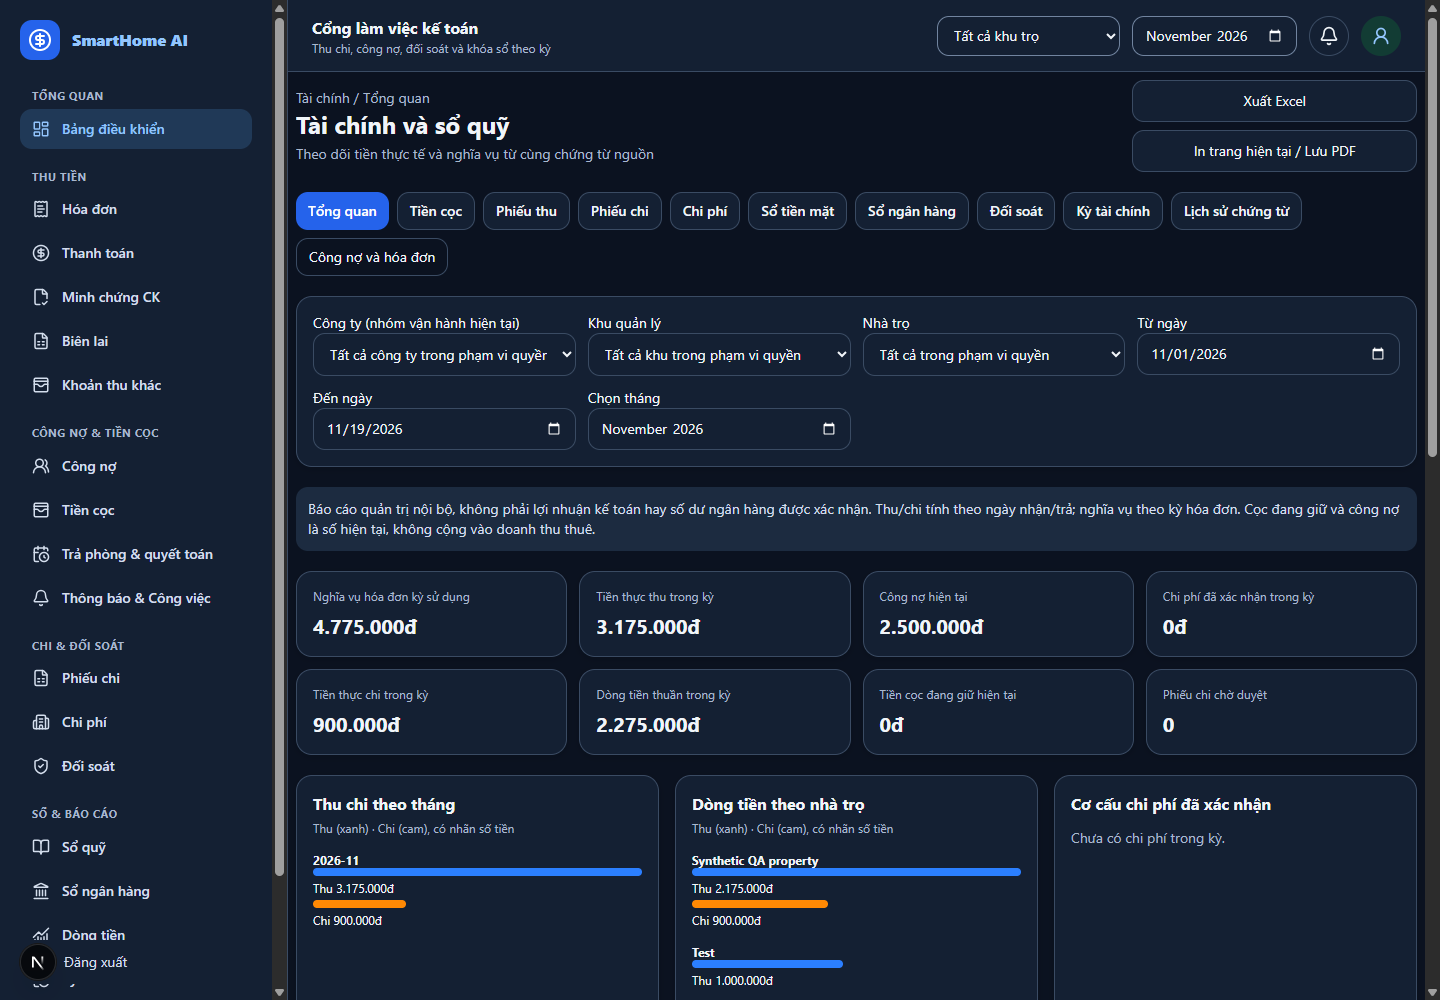 SmartHome AI
TỔNG QUAN
Bảng điều khiển
THU TIỀN
Hóa đơn
Thanh toán
Minh chứng CK
Biên lai
Khoản thu khác
CÔNG NỢ & TIỀN CỌC
Công nợ
Tiền cọc
Trả phòng & quyết toán
Thông báo & Công việc
CHI & ĐỐI SOÁT
Phiếu chi
Chi phí
Đối soát
SỔ & BÁO CÁO
Sổ quỹ
Sổ ngân hàng
Dòng tiền
N
Đăng xuất
Cổng làm việc kế toán
Thu chi, công nợ, đối soát và khóa sổ theo kỳ
Tất cả khu trọ
November 2026
Tài chính / Tổng quan
Tài chính và sổ quỹ
Theo dõi tiền thực tế và nghĩa vụ từ cùng chứng từ nguồn
Xuất Excel
In trang hiện tại / Lưu PDF
Tổng quan
Tiền cọc
Phiếu thu
Phiếu chi
Chi phí
Sổ tiền mặt
Sổ ngân hàng
Đối soát
Kỳ tài chính
Lịch sử chứng từ
Công nợ và hóa đơn
Công ty (nhóm vận hành hiện tại)
Tất cả công ty trong phạm vi quyền
Khu quản lý
Tất cả khu trong phạm vi quyền
Nhà trọ
Tất cả trong phạm vi quyền
Từ ngày
11/01/2026
Đến ngày
11/19/2026
Chọn tháng
November 2026
Báo cáo quản trị nội bộ, không phải lợi nhuận kế toán hay số dư ngân hàng được xác nhận. Thu/chi tính theo ngày nhận/trả; nghĩa vụ theo kỳ hóa đơn. Cọc đang giữ và công nợ
là số hiện tại, không cộng vào doanh thu thuê.
Nghĩa vụ hóa đơn kỳ sử dụng
4.775.000đ
Tiền thực thu trong kỳ
3.175.000đ
Công nợ hiện tại
2.500.000đ
Chi phí đã xác nhận trong kỳ
0đ
Tiền thực chi trong kỳ
900.000đ
Dòng tiền thuần trong kỳ
2.275.000đ
Tiền cọc đang giữ hiện tại
0đ
Phiếu chi chờ duyệt
0
Thu chi theo tháng
Thu (xanh) · Chi (cam), có nhãn số tiền
2026-11
Thu 3.175.000đ
Chi 900.000đ
Dòng tiền theo nhà trọ
Thu (xanh) · Chi (cam), có nhãn số tiền
Synthetic QA property
Thu 2.175.000đ
Chi 900.000đ
Test
Thu 1.000.000đ
Cơ cấu chi phí đã xác nhận
Chưa có chi phí trong kỳ.